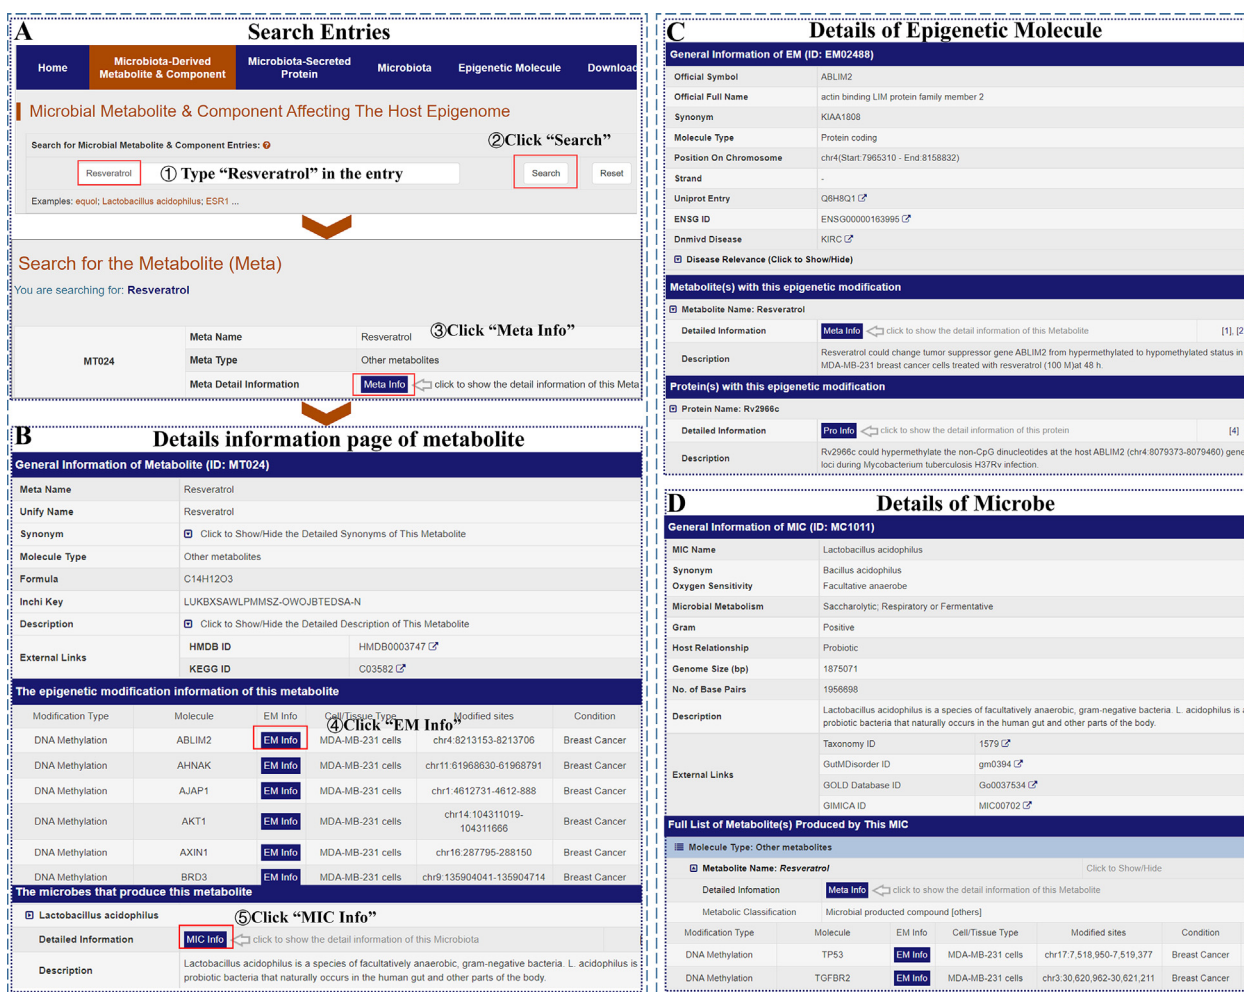 A
Search Entries
Home
Microbiota-Derived
Metabolite & Component
Microbiota-Secreted
Protein
Microbiota
Epigenetic Molecule
Download
Microbial Metabolite & Component Affecting The Host Epigenome
②Click “Search”
Search for Microbial Metabolite & Component Entries:
Resveratrol
① Type “Resveratrol” in the entry
Search
Reset
Examples: equol; Lactobacillus acidophilus; ESR1 ...
Search for the Metabolite (Meta)
You are searching for: Resveratrol
MT024
Meta Name
Resveratrol
③Click “Meta Info”
Meta Type
Other metabolites
Meta Detail Information
Meta Info
click to show the detail information of this Meta
B
Details information page of metabolite
General Information of Metabolite (ID: MT024)
Meta Name
Resveratrol
Unify Name
Resveratrol
Synonym
Click to Show/Hide the Detailed Synonyms of This Metabolite
Molecule Type
Other metabolites
Formula
C14H12O3
Inchi Key
LUKBXSAWLPMMSZ-OWOJBTEDSA-N
Description
Click to Show/Hide the Detailed Description of This Metabolite
External Links
HMDB ID
HMDB0003747
KEGG ID
C03582
The epigenetic modification information of this metabolite
Modification Type Molecule EM Info Cell/Tissue Type Modified sites Condition
④Click “EM Info”
DNA Methylation ABLIM2 EM Info MDA-MB-231 cells chr4:8213153-8213706 Breast Cancer
DNA Methylation AHNAK EM Info MDA-MB-231 cells chr11:61968630-61968791 Breast Cancer
DNA Methylation AJAP1 EM Info MDA-MB-231 cells chr1:4612731-4612-888 Breast Cancer
DNA Methylation AKT1 EM Info MDA-MB-231 cells chr14:104311019-
104311666 Breast Cancer
DNA Methylation AXIN1 EM Info MDA-MB-231 cells chr16:287795-288150 Breast Cancer
DNA Methylation BRD3 EM Info MDA-MB-231 cells chr9:135904041-135904714 Breast Cancer
The microbes that produce this metabolite
Lactobacillus acidophilus
⑤Click “MIC Info”
Detailed Information
MIC Info
click to show the detail information of this Microbiota
Description
Lactobacillus acidophilus is a species of facultatively anaerobic, gram-negative bacteria. L. acidophilus is
probiotic bacteria that naturally occurs in the human gut and other parts of the body.
C
Details of Epigenetic Molecule
General Information of EM (ID: EM02488)
Official Symbol
ABLIM2
Official Full Name
actin binding LIM protein family member 2
Synonym
KIAA1808
Molecule Type
Protein coding
Position On Chromosome
chr4(Start:7965310 - End:8158832)
Strand
-
Uniprot Entry
Q6H8Q1
ENSG ID
ENSG00000163995
Dnmivd Disease
KIRC
Disease Relevance (Click to Show/Hide)
Metabolite(s) with this epigenetic modification
Metabolite Name: Resveratrol
Detailed Information
Meta Info
click to show the detail information of this Metabolite
[1], [2
Description
Resveratrol could change tumor suppressor gene ABLIM2 from hypermethylated to hypomethylated status in
MDA-MB-231 breast cancer cells treated with resveratrol (100 M)at 48 h.
Protein(s) with this epigenetic modification
Protein Name: Rv2966c
Detailed Information
Pro Info
click to show the detail information of this protein
[4]
Description
Rv2966c could hypermethylate the non-CpG dinucleotides at the host ABLIM2 (chr4:8079373-8079460) gene
loci during Mycobacterium tuberculosis H37Rv infection.
D
Details of Microbe
General Information of MIC (ID: MC1011)
MIC Name
Lactobacillus acidophilus
Synonym
Bacillus acidophilus
Oxygen Sensitivity
Facultative anaerobe
Microbial Metabolism
Saccharolytic; Respiratory or Fermentative
Gram
Positive
Host Relationship
Probiotic
Genome Size (bp)
1875071
No. of Base Pairs
1956698
Description
Lactobacillus acidophilus is a species of facultatively anaerobic, gram-negative bacteria. L. acidophilus is a
probiotic bacteria that naturally occurs in the human gut and other parts of the body.
External Links
Taxonomy ID
1579
GutMDisorder ID
gm0394
GOLD Database ID
Go0037534
GIMICA ID
MIC00702
Full List of Metabolite(s) Produced by This MIC
Molecule Type: Other metabolites
Metabolite Name: Resveratrol
Click to Show/Hide
Detailed Infomation
Meta Info
click to show the detail information of this Metabolite
Metabolic Classification
Microbial producted compound [others]
Modification Type Molecule EM Info Cell/Tissue Type Modified sites Condition
DNA Methylation TP53 EM Info MDA-MB-231 cells chr17:7,518,950-7,519,377 Breast Cancer
DNA Methylation TGFBR2 EM Info MDA-MB-231 cells chr3:30,620,962-30,621,211 Breast Cancer